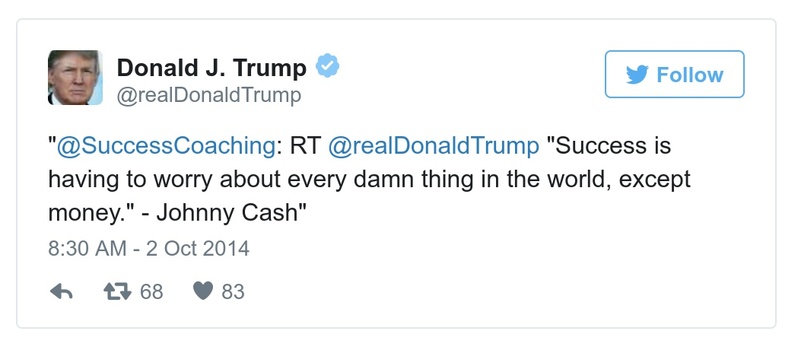 Donald J. Trump
@realDonaldTrump
Follow
"@SuccessCoaching: RT @realDonaldTrump "Success is
having to worry about every damn thing in the world, except
money." - Johnny Cash"
8:30 AM - 2 Oct 2014
68 83